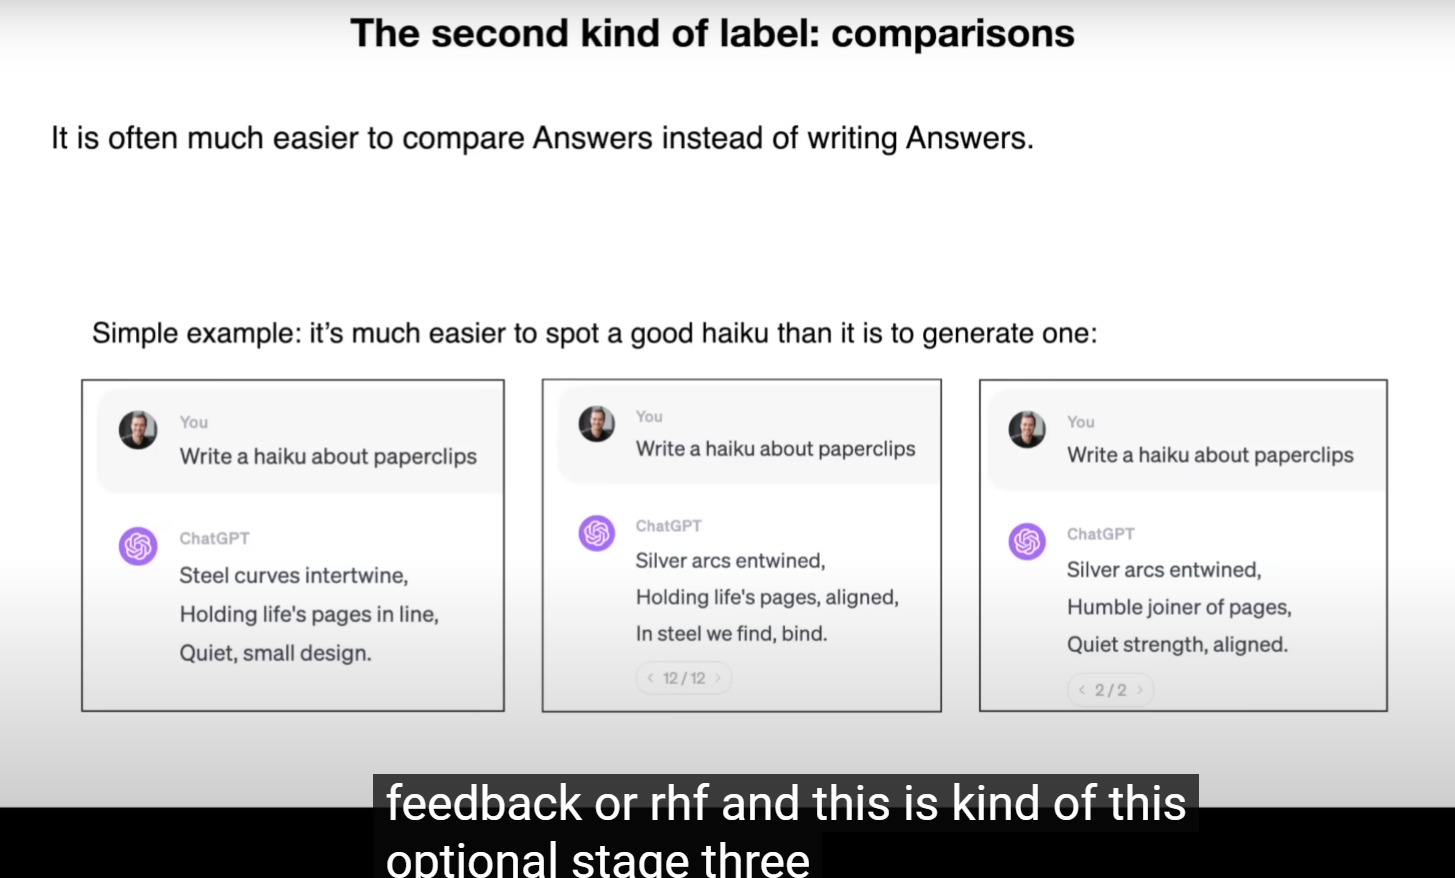 The second kind of label: comparisons
It is often much easier to compare Answers instead of writing Answers.
Simple example: it's much easier to spot a good haiku than it is to generate one:
You
Write a haiku about paperclips
ChatGPT
Steel curves intertwine,
Holding life's pages in line,
Quiet, small design.
You
Write a haiku about paperclips
ChatGPT
Silver arcs entwined,
Holding life's pages, aligned,
In steel we find, bind.
< 12 / 12 >
You
Write a haiku about paperclips
ChatGPT
Silver arcs entwined,
Humble joiner of pages,
Quiet strength, aligned.
< 2 / 2 >
feedback or rhf and this is kind of this
optional stage three